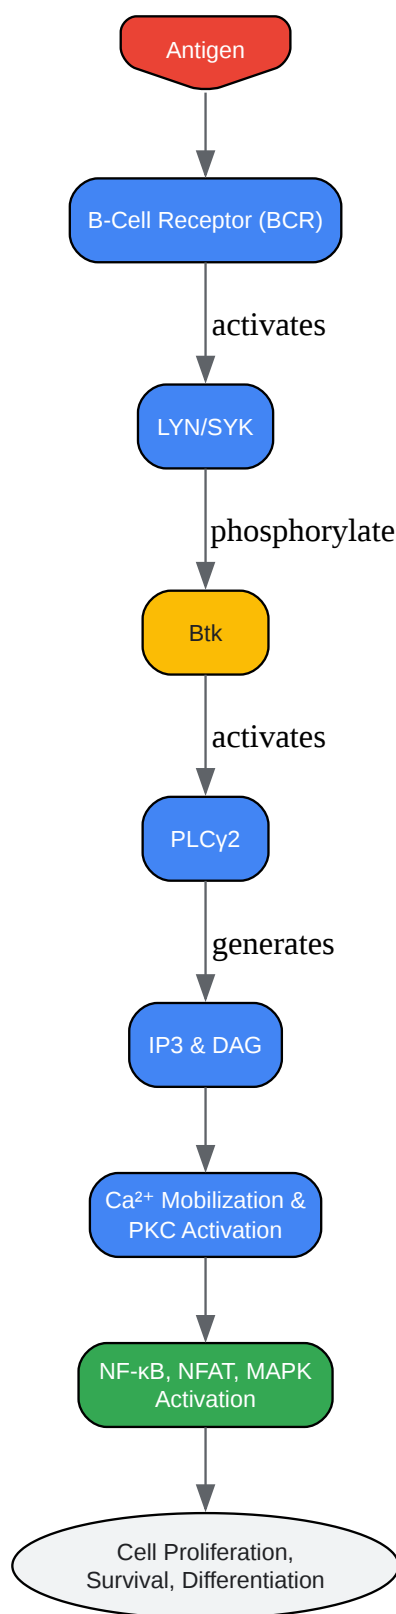 Antigen
B-Cell Receptor (BCR)
activates
LYN/SYK
phosphorylate
Btk
activates
PLCγ2
generates
IP3 & DAG
Ca²⁺ Mobilization &
PKC Activation
NF-κB, NFAT, MAPK
Activation
Cell Proliferation,
Survival, Differentiation